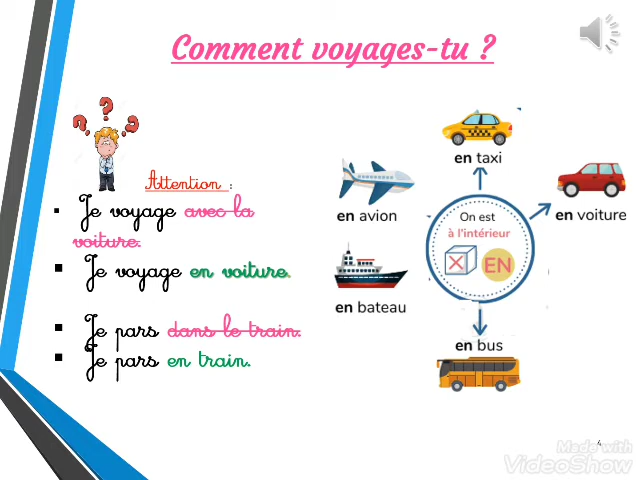 Comment voyages-tu ?
? ? ?
Attention :
▪ Je voyage avec la
voiture.
▪ Je voyage en voiture.
▪ Je pars dans le train.
▪ Je pars en train.
en taxi
en avion
en voiture
On est
à l'intérieur
EN
en bateau
en bus
4
Made with
VideoShow